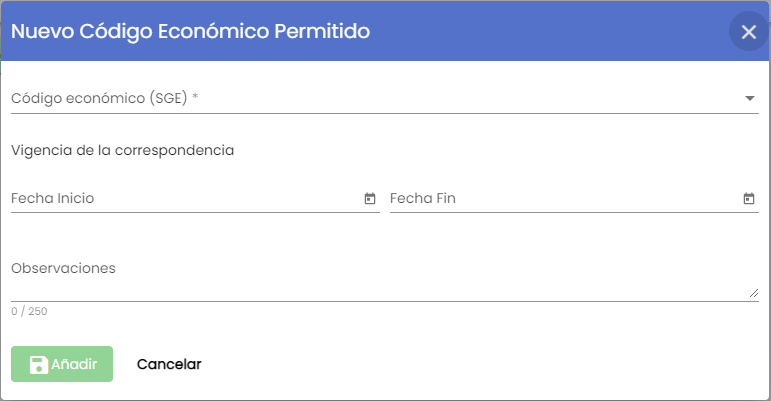 Nuevo Código Económico Permitido
Código económico (SGE) *
Vigencia de la correspondencia
Fecha Inicio
Fecha Fin
Observaciones
0 / 250
Añadir
Cancelar